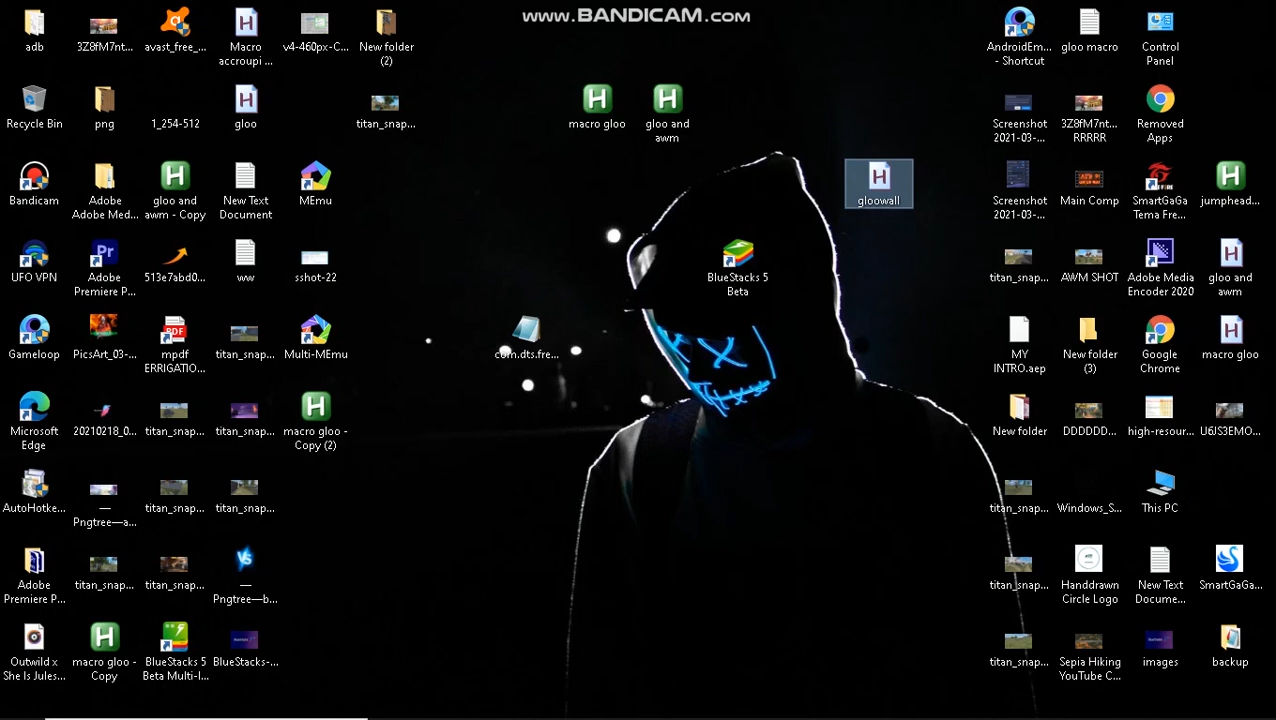 www.BANDICAM.com
adb
3Z8fM7nt...
avast_free_...
Macro
accroupi ...
v4-460px-C...
New folder
(2)
AndroidEm...
- Shortcut
gloo macro
Control
Panel
Recycle Bin
png
1_254-512
gloo
titan_snap...
macro gloo
gloo and
awm
Screenshot
2021-03-...
3Z8fM7nt...
RRRRR
Removed
Apps
Bandicam
Adobe
Adobe Med...
gloo and
awm - Copy
New Text
Document
MEmu
gloowall
Screenshot
2021-03-...
Main Comp
SmartGaGa
Tema Fre...
jumphead...
UFO VPN
Adobe
Premiere P...
513e7abd0...
ww
sshot-22
BlueStacks 5
Beta
titan_snap...
AWM SHOT
Adobe Media
Encoder 2020
gloo and
awm
Gameloop
PicsArt_03-...
mpdf
ERRIGATIO...
titan_snap...
Multi-MEmu
com.dts.fre...
MY
INTRO.aep
New folder
(3)
Google
Chrome
macro gloo
Microsoft
Edge
20210218_0...
titan_snap...
titan_snap...
macro gloo -
Copy (2)
New folder
DDDDDD...
high-resour...
U6JS3EMO...
AutoHotke...
—
Pngtree—a...
titan_snap...
titan_snap...
titan_snap...
Windows_S...
This PC
Adobe
Premiere P...
titan_snap...
titan_snap...
—
Pngtree—b...
titan_snap...
Handdrawn
Circle Logo
New Text
Docume...
SmartGaGa...
Outwild x
She Is Jules...
macro gloo -
Copy
BlueStacks 5
Beta Multi-I...
BlueStacks-...
titan_snap...
Sepia Hiking
YouTube C...
images
backup